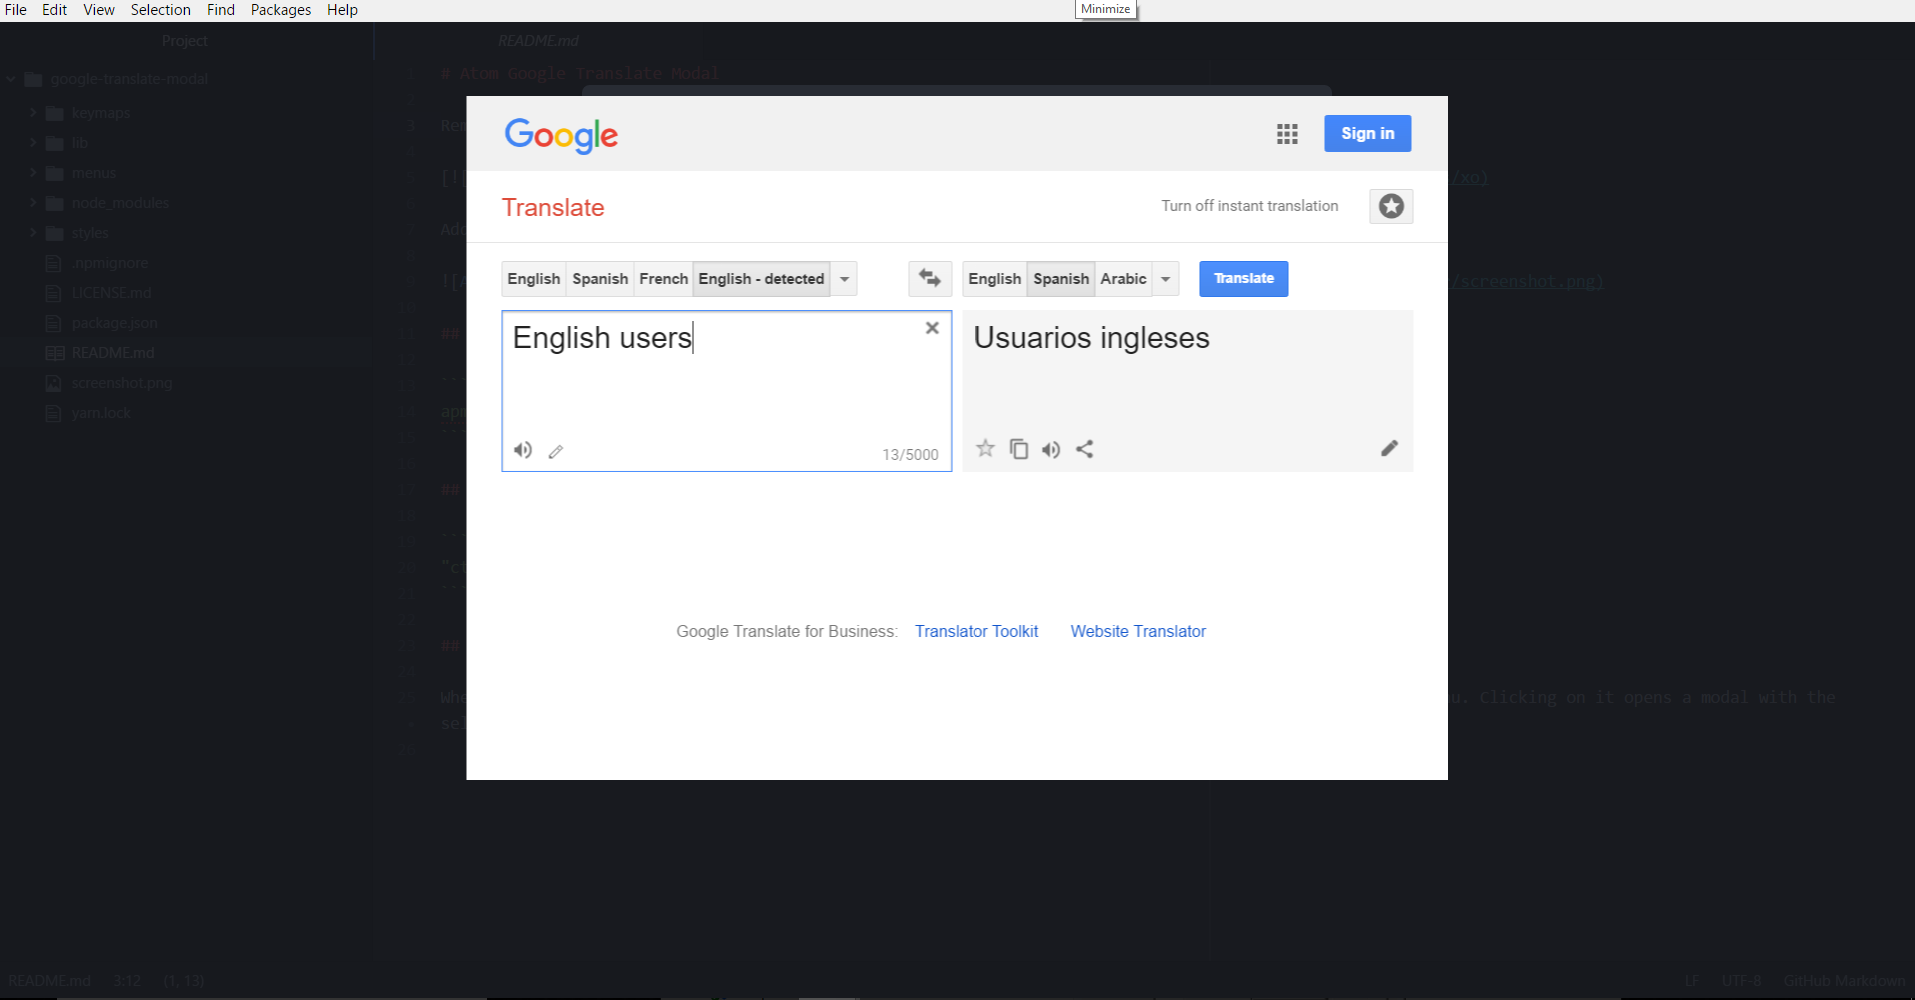 File Edit View Selection Find Packages Help
Minimize
Project
README.md
google-translate-modal
keymaps
lib
menus
node_modules
styles
.npmignore
LICENSE.md
package.json
README.md
screenshot.png
yarn.lock
1 # Atom Google Translate Modal
/xo)
/screenshot.png)
##
##
##
u. Clicking on it opens a modal with the
Google
Sign in
Translate
Turn off instant translation
English Spanish French English - detected
English Spanish Arabic Translate
English users
Usuarios ingleses
13/5000
Google Translate for Business: Translator Toolkit Website Translator
README.md 3:12 (1, 13)
LF UTF-8 GitHub Markdown